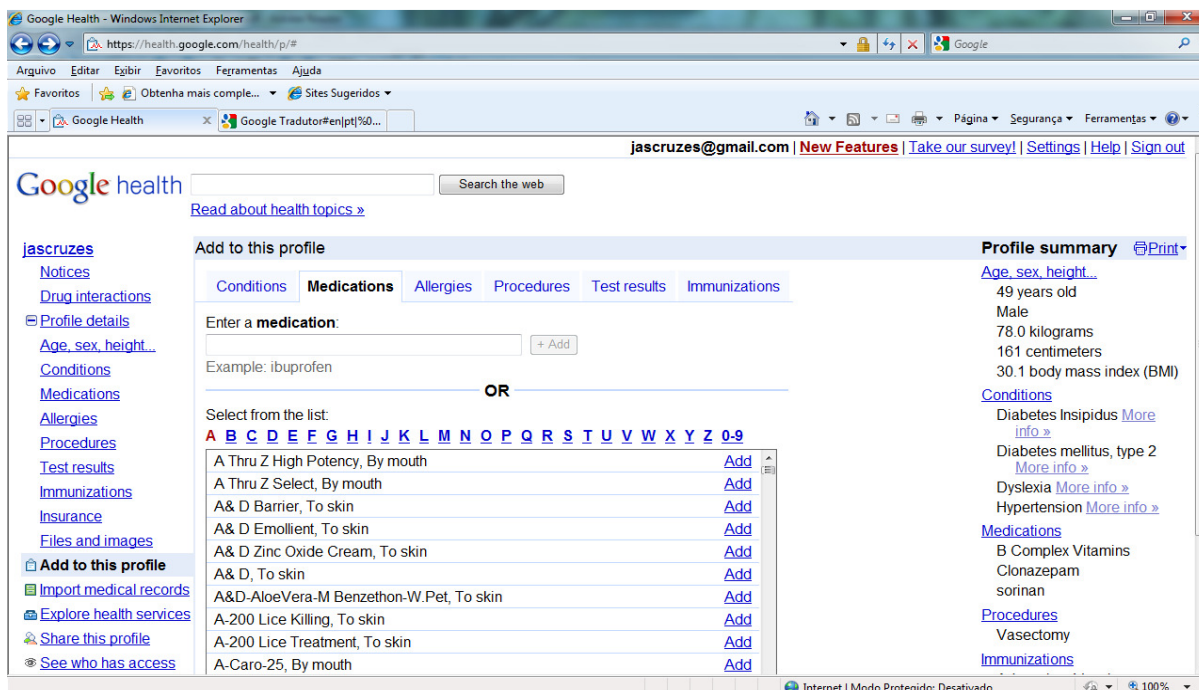 Google Health - Windows Internet Explorer
https://health.google.com/health/p/#
Google
Arquivo Editar Exibir Favoritos Ferramentas Ajuda
Favoritos Obtenha mais comple... Sites Sugeridos
Google Health X Google Tradutor#en|pt|%0... Página Segurança Ferramentas
jascruzes@gmail.com | New Features | Take our survey! | Settings | Help | Sign out
Google health Search the web
Read about health topics »
jascruzes
Notices
Drug interactions
Profile details
Age, sex, height...
Conditions
Medications
Allergies
Procedures
Test results
Immunizations
Insurance
Files and images
Add to this profile
Import medical records
Explore health services
Share this profile
See who has access
Add to this profile
Conditions Medications Allergies Procedures Test results Immunizations
Enter a medication:
+ Add
Example: ibuprofen
OR
Select from the list:
A B C D E F G H I J K L M N O P Q R S T U V W X Y Z 0-9
A Thru Z High Potency, By mouth Add
A Thru Z Select, By mouth Add
A& D Barrier, To skin Add
A& D Emollient, To skin Add
A& D Zinc Oxide Cream, To skin Add
A& D, To skin Add
A&D-AloeVera-M Benzethon-W.Pet, To skin Add
A-200 Lice Killing, To skin Add
A-200 Lice Treatment, To skin Add
A-Caro-25, By mouth Add
Profile summary Print
Age, sex, height...
49 years old
Male
78.0 kilograms
161 centimeters
30.1 body mass index (BMI)
Conditions
Diabetes Insipidus More
info »
Diabetes mellitus, type 2
More info »
Dyslexia More info »
Hypertension More info »
Medications
B Complex Vitamins
Clonazepam
sorinan
Procedures
Vasectomy
Immunizations
Internet | Modo Protegido: Desativado 100%